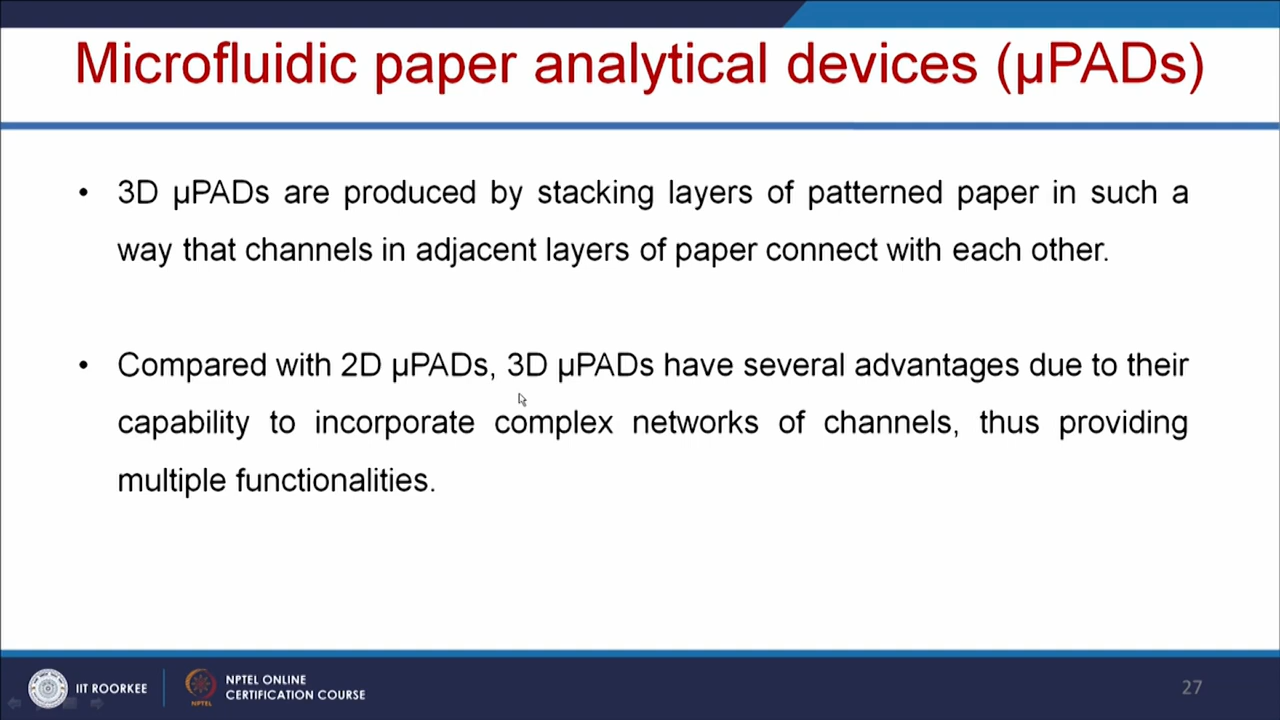 Microfluidic paper analytical devices (µPADs)
• 3D µPADs are produced by stacking layers of patterned paper in such a
way that channels in adjacent layers of paper connect with each other.
• Compared with 2D µPADs, 3D µPADs have several advantages due to their
capability to incorporate complex networks of channels, thus providing
multiple functionalities.
IIT ROORKEE
NPTEL
NPTEL ONLINE
CERTIFICATION COURSE
27